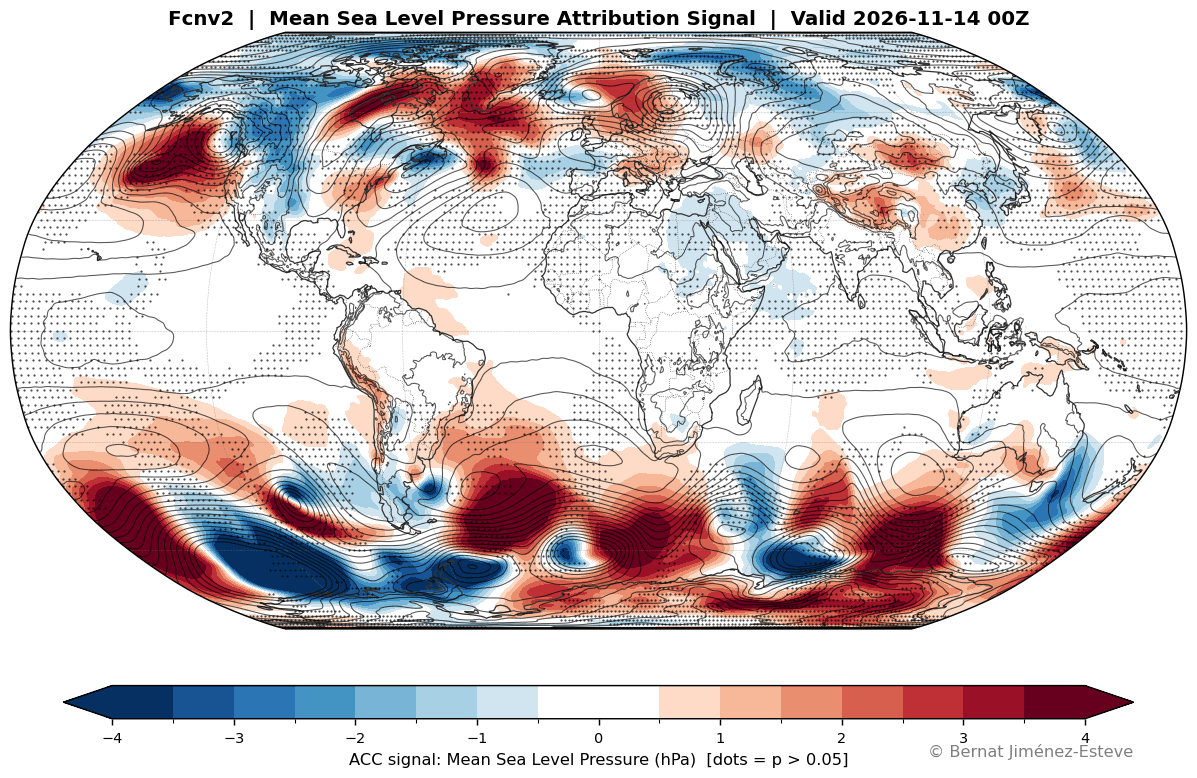 Fcnv2 | Mean Sea Level Pressure Attribution Signal | Valid 2026-11-14 00Z
−4 −3 −2 −1 0 1 2 3 4
ACC signal: Mean Sea Level Pressure (hPa) [dots = p > 0.05]
© Bernat Jiménez-Esteve